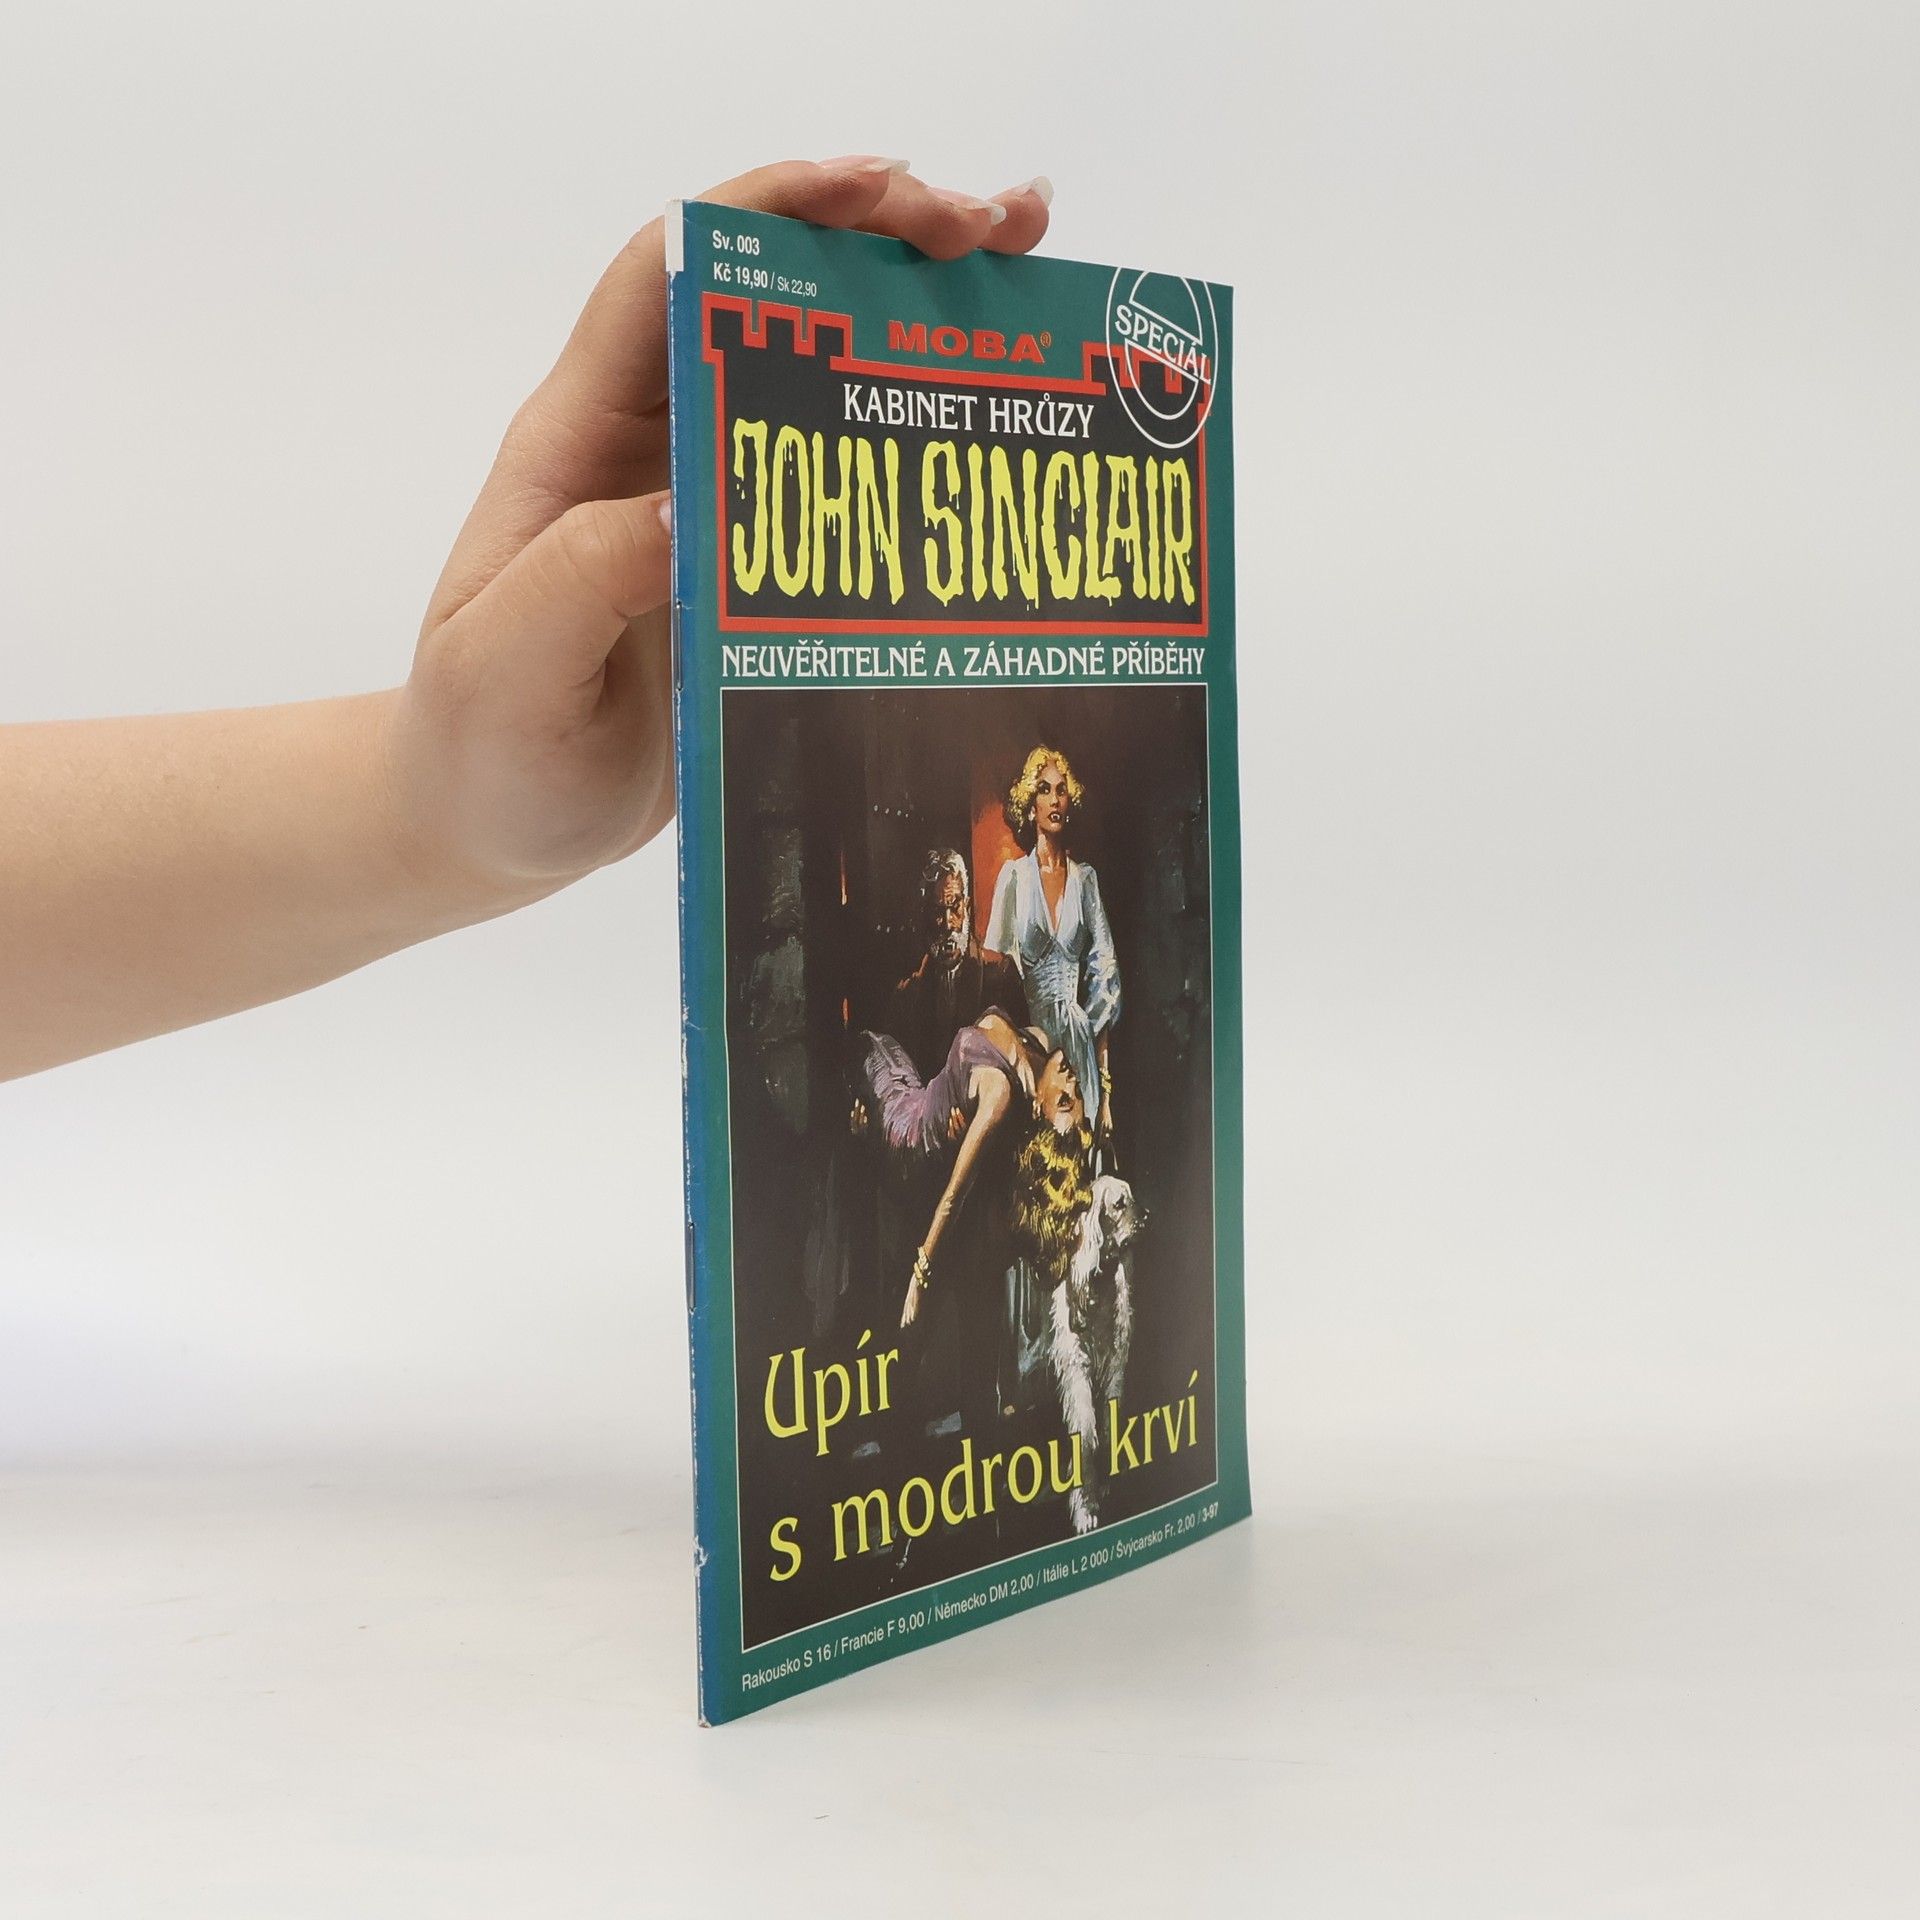 Sv. 003
Kč 19,90 / Sk 22,90
SPECIÁL
MOBA®
KABINET HRŮZY
JOHN SINCLAIR
NEUVĚŘITELNÉ A ZÁHADNÉ PŘÍBĚHY
Upír
s modrou krví
Rakousko S 16 / Francie F 9,00 / Německo DM 2,00 / Itálie L 2 000 / Švýcarsko Fr. 2,00 / 3-97